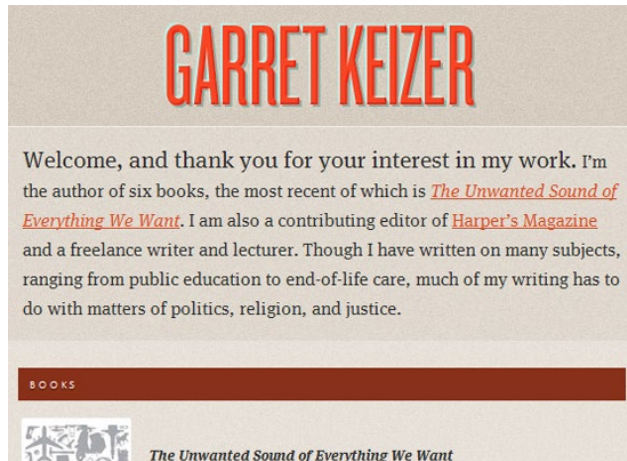 GARRET KEIZER
Welcome, and thank you for your interest in my work. I'm
the author of six books, the most recent of which is The Unwanted Sound of
Everything We Want. I am also a contributing editor of Harper's Magazine
and a freelance writer and lecturer. Though I have written on many subjects,
ranging from public education to end-of-life care, much of my writing has to
do with matters of politics, religion, and justice.
BOOKS
The Unwanted Sound of Everything We Want